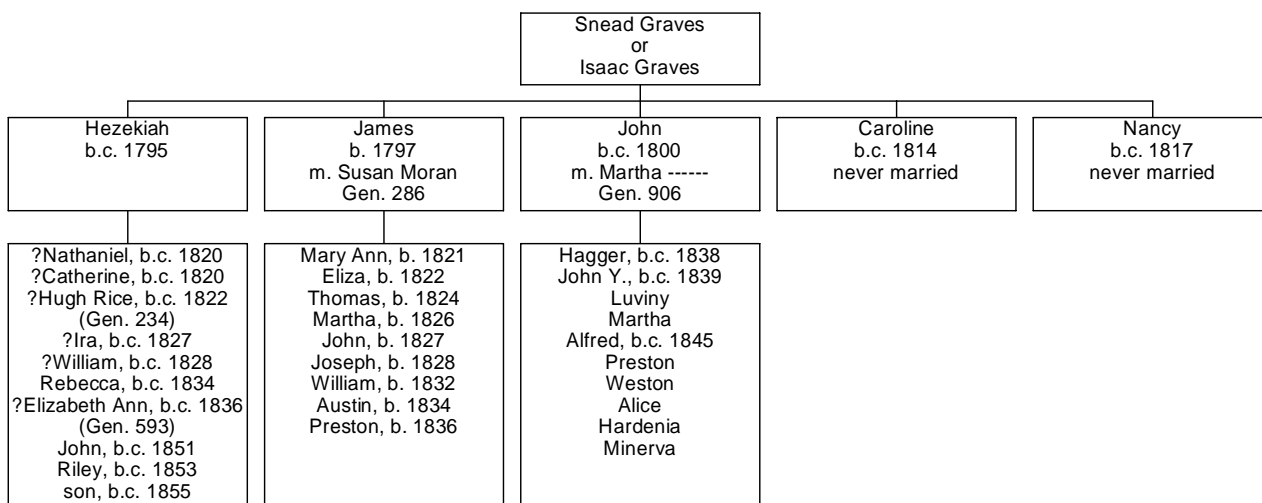 Snead Graves
or
Isaac Graves
Hezekiah
b.c. 1795
James
b. 1797
m. Susan Moran
Gen. 286
John
b.c. 1800
m. Martha ------
Gen. 906
Caroline
b.c. 1814
never married
Nancy
b.c. 1817
never married
?Nathaniel, b.c. 1820
?Catherine, b.c. 1820
?Hugh Rice, b.c. 1822
(Gen. 234)
?Ira, b.c. 1827
?William, b.c. 1828
Rebecca, b.c. 1834
?Elizabeth Ann, b.c. 1836
(Gen. 593)
John, b.c. 1851
Riley, b.c. 1853
son, b.c. 1855
Mary Ann, b. 1821
Eliza, b. 1822
Thomas, b. 1824
Martha, b. 1826
John, b. 1827
Joseph, b. 1828
William, b. 1832
Austin, b. 1834
Preston, b. 1836
Hagger, b.c. 1838
John Y., b.c. 1839
Luviny
Martha
Alfred, b.c. 1845
Preston
Weston
Alice
Hardenia
Minerva